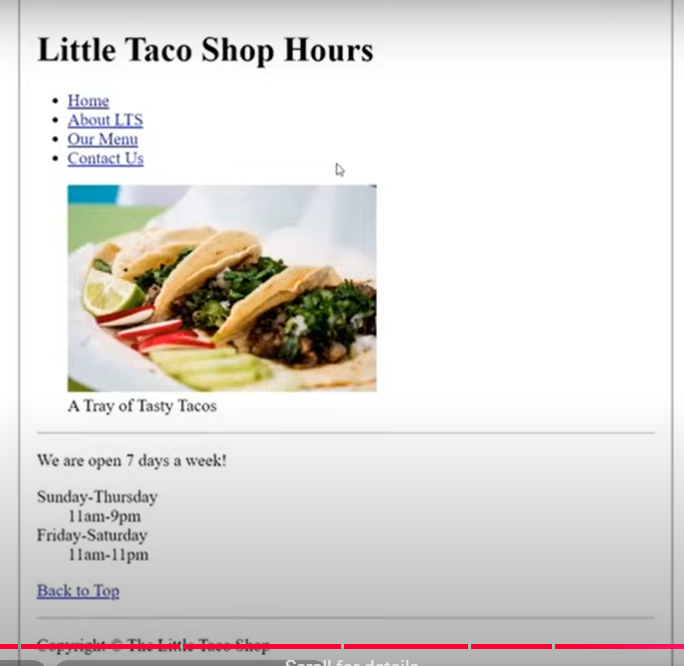 Little Taco Shop Hours
Home
About LTS
Our Menu
Contact Us
A Tray of Tasty Tacos
We are open 7 days a week!
Sunday-Thursday
11am-9pm
Friday-Saturday
11am-11pm
Back to Top
Copyright © The Little Taco Shop
Scroll for details